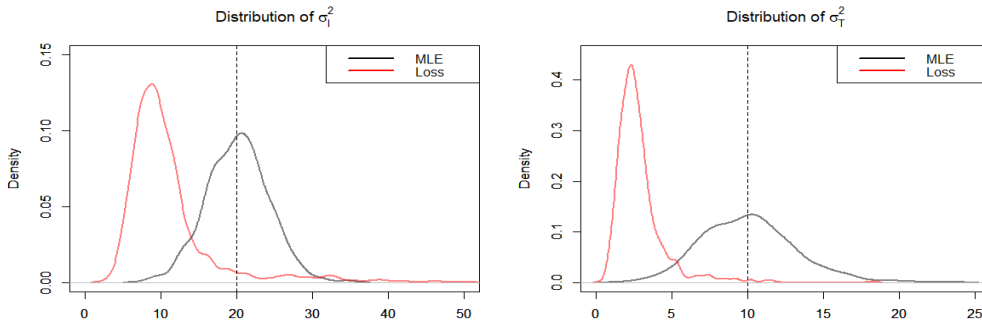 Distribution of σ_I^2
0.15
0.10
0.05
0.00
Density
MLE
Loss
0 10 20 30 40 50
Distribution of σ_T^2
0.4
0.3
0.2
0.1
0.0
Density
MLE
Loss
0 5 10 15 20 25